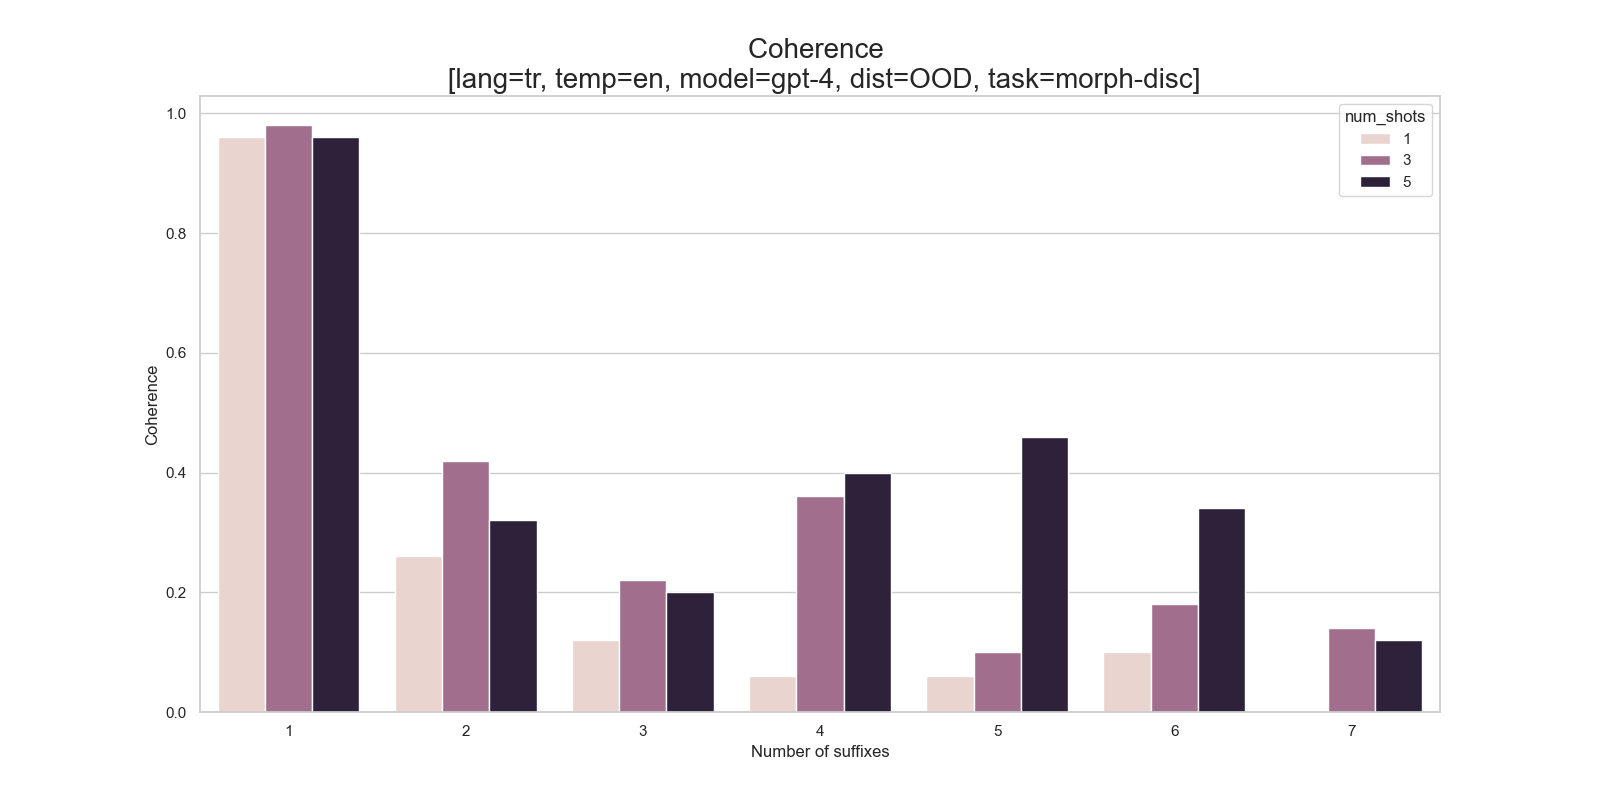 Coherence
[lang=tr, temp=en, model=gpt-4, dist=OOD, task=morph-disc]
num_shots
1
3
5
Coherence
1.0
0.8
0.6
0.4
0.2
0.0
1 2 3 4 5 6 7
Number of suffixes